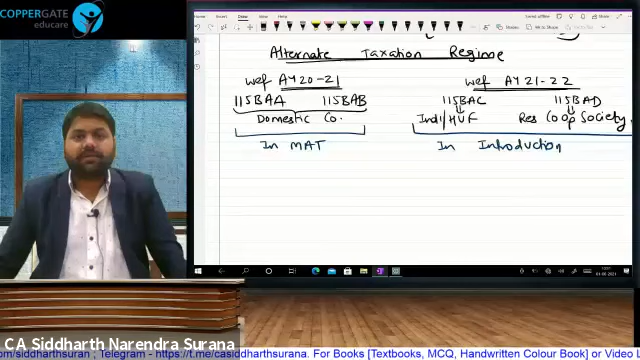 COPPERGATE
educare
Alternate Taxation Regime
wef AY20-21
wef AY 21-22
115BAA 115BAB
115BAC 115BAD
Domestic Co.
Indi/HUF Res Co Op Society.
In MAT
In Introduction
CA Siddharth Narendra Surana
om/siddharthsuran ; Telegram - https://t.me/casiddharthsurana. For Books [Textbooks, MCQ, Handwritten Colour Book] or Video L